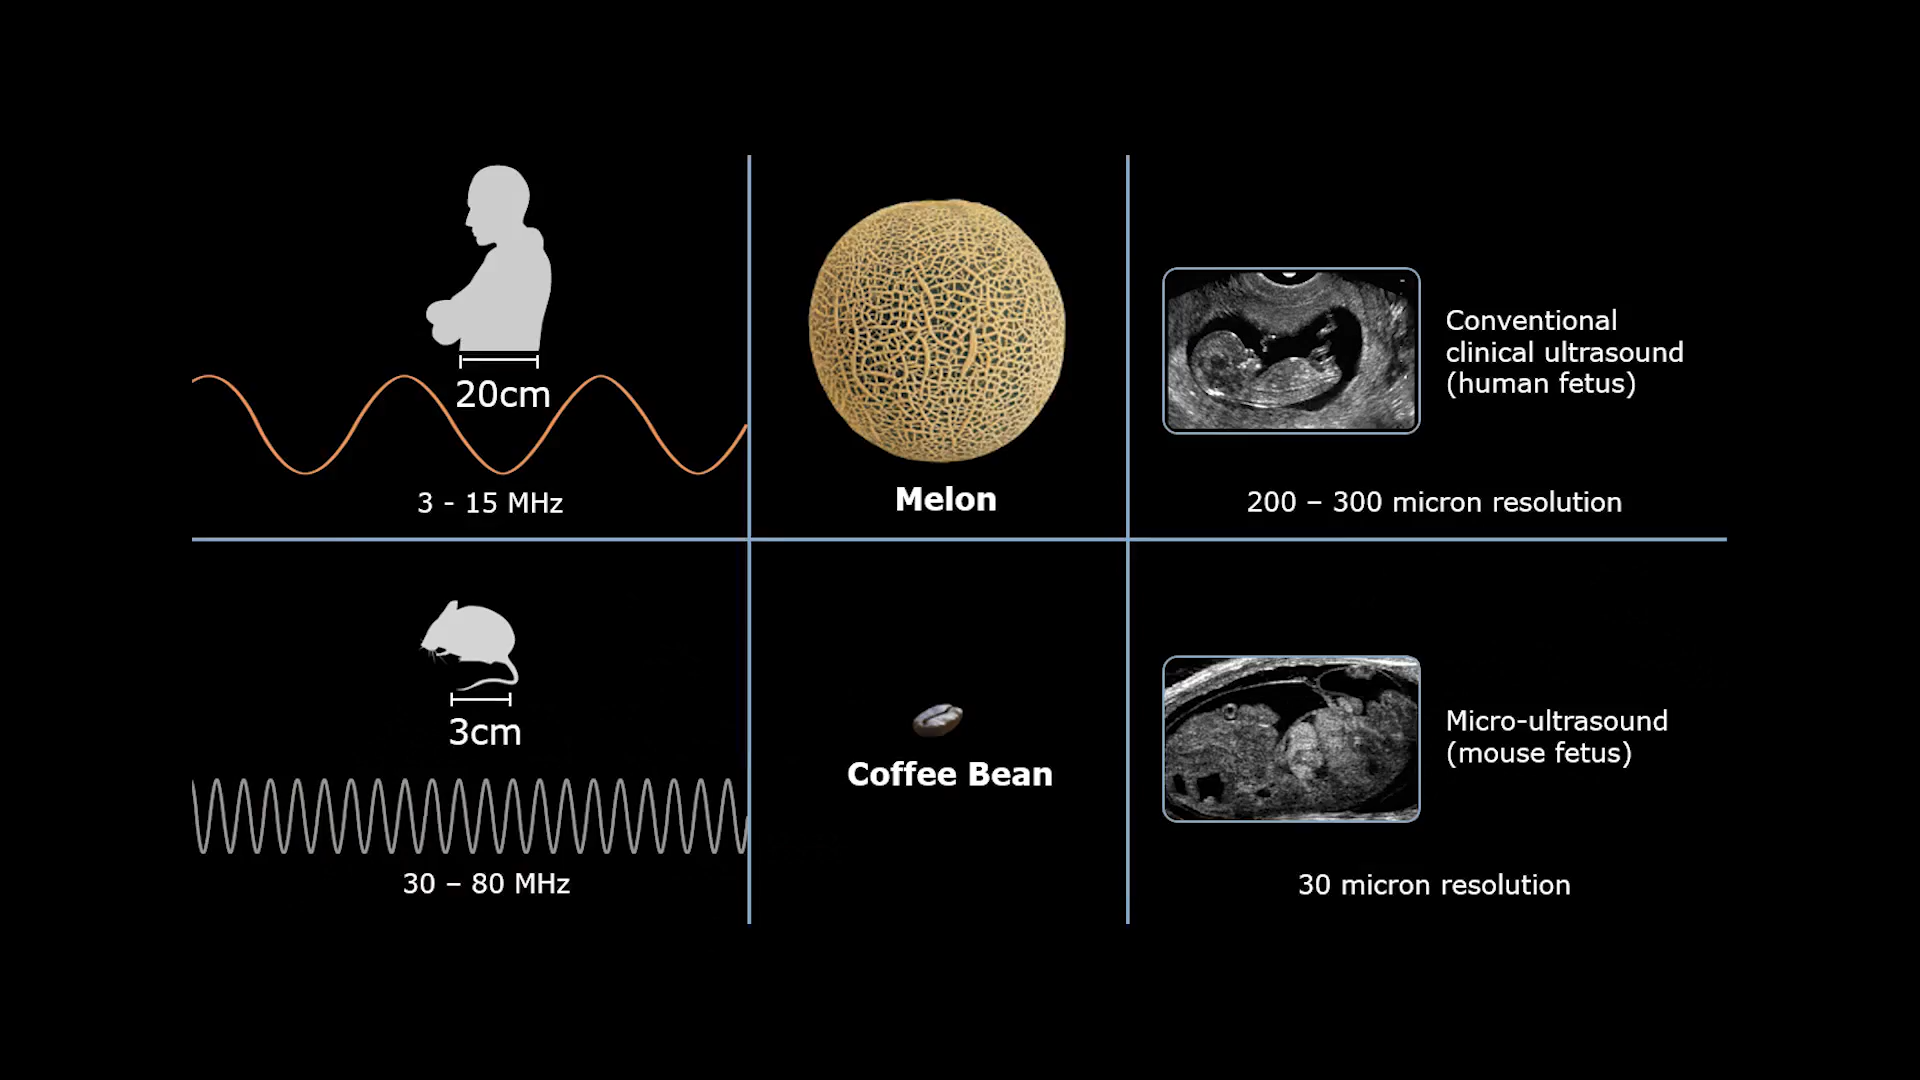 20cm
3 - 15 MHz
Melon
Conventional
clinical ultrasound
(human fetus)
200 – 300 micron resolution
3cm
30 – 80 MHz
Coffee Bean
Micro-ultrasound
(mouse fetus)
30 micron resolution